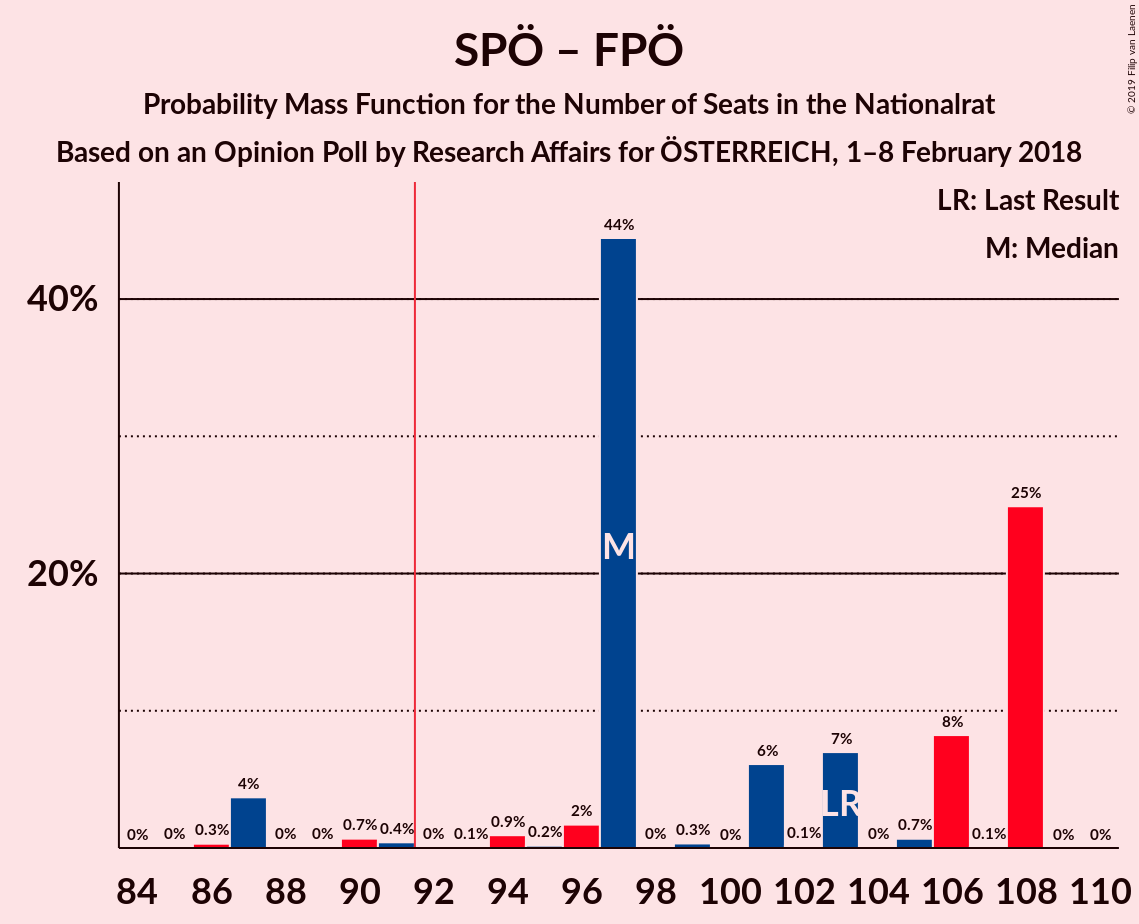 © 2019 Filip van Laenen
SPÖ – FPÖ
Probability Mass Function for the Number of Seats in the Nationalrat
Based on an Opinion Poll by Research Affairs for ÖSTERREICH, 1–8 February 2018
LR: Last Result
M: Median
40%
20%
0% 0% 0.3% 4% 0% 0% 0.7% 0.4% 0% 0.1% 0.9% 0.2% 2% 44% 0% 0.3% 0% 6% 0.1% 7% 0% 0.7% 8% 0.1% 25% 0% 0%
M
LR
84 86 88 90 92 94 96 98 100 102 104 106 108 110